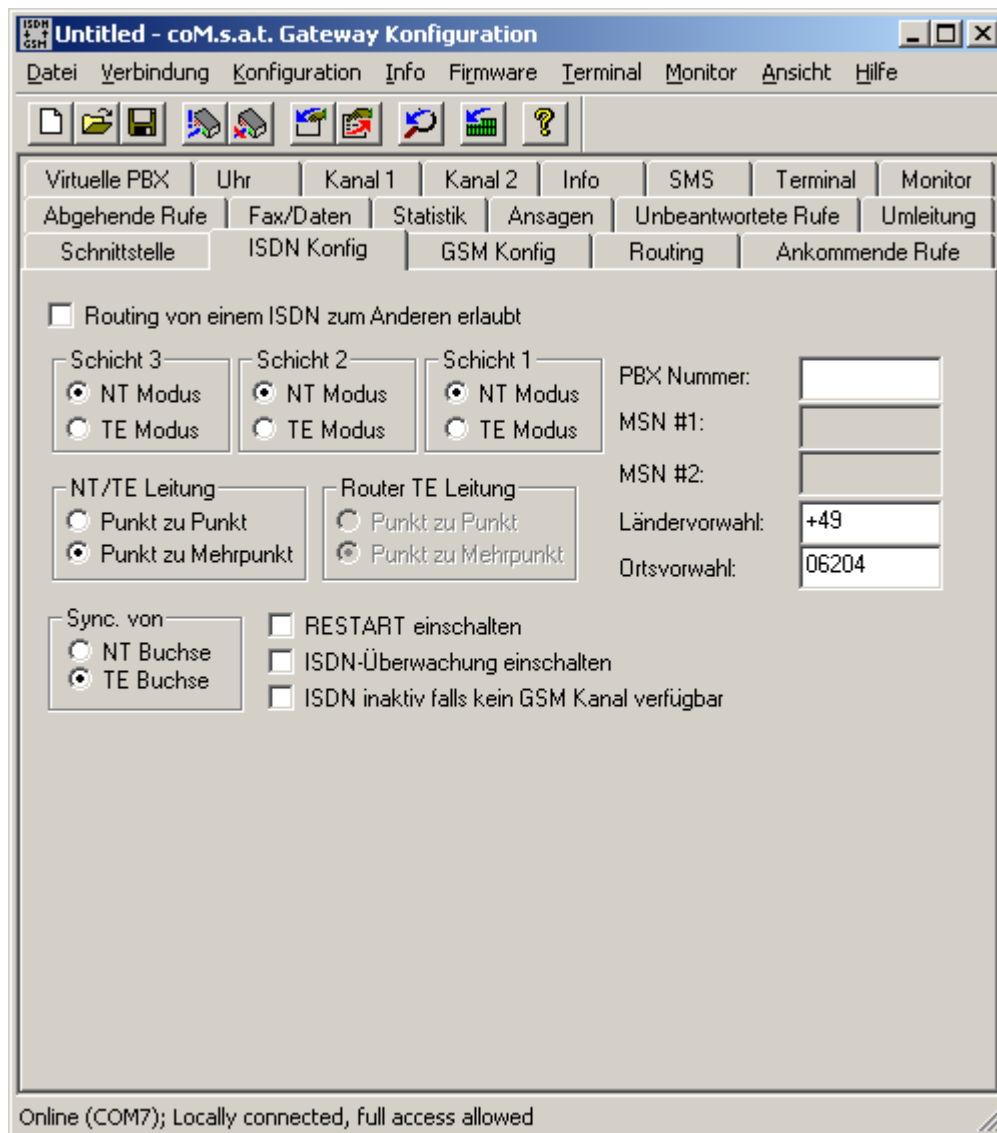 ISDN
GSM
Untitled - coM.s.a.t. Gateway Konfiguration
Datei Verbindung Konfiguration Info Firmware Terminal Monitor Ansicht Hilfe
Virtuelle PBX Uhr Kanal 1 Kanal 2 Info SMS Terminal Monitor
Abgehende Rufe Fax/Daten Statistik Ansagen Unbeantwortete Rufe Umleitung
Schnittstelle ISDN Konfig GSM Konfig Routing Ankommende Rufe
Routing von einem ISDN zum Anderen erlaubt
Schicht 3
NT Modus
TE Modus
Schicht 2
NT Modus
TE Modus
Schicht 1
NT Modus
TE Modus
PBX Nummer:
MSN #1:
MSN #2:
Ländervorwahl: +49
Ortsvorwahl: 06204
NT/TE Leitung
Punkt zu Punkt
Punkt zu Mehrpunkt
Router TE Leitung
Punkt zu Punkt
Punkt zu Mehrpunkt
Sync. von
NT Buchse
TE Buchse
RESTART einschalten
ISDN-Überwachung einschalten
ISDN inaktiv falls kein GSM Kanal verfügbar
Online (COM7); Locally connected, full access allowed